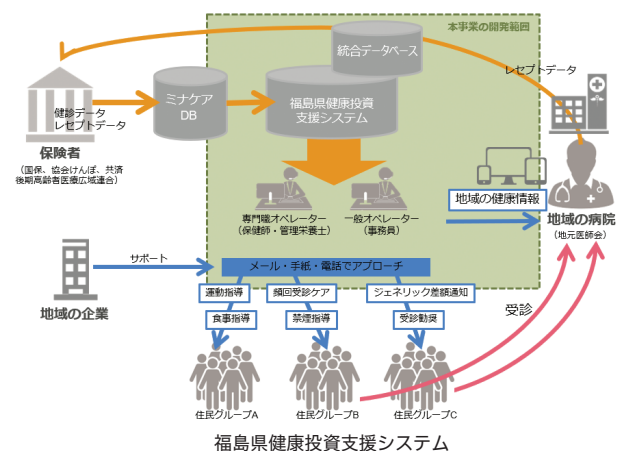 本事業の開発範囲
統合データベース
レセプトデータ
ミナケア
DB
福島県健康投資
支援システム
健診データ
レセプトデータ
保険者
（国保、協会けんぽ、共済
後期高齢者医療広域連合）
専門職オペレーター
（保健師・管理栄養士）
一般オペレーター
（事務員）
地域の健康情報
地域の病院
（地元医師会）
サポート
メール・手紙・電話でアプローチ
地域の企業
運動指導
頻回受診ケア
ジェネリック差額通知
食事指導
禁煙指導
受診勧奨
受診
住民グループA
住民グループB
住民グループC
福島県健康投資支援システム